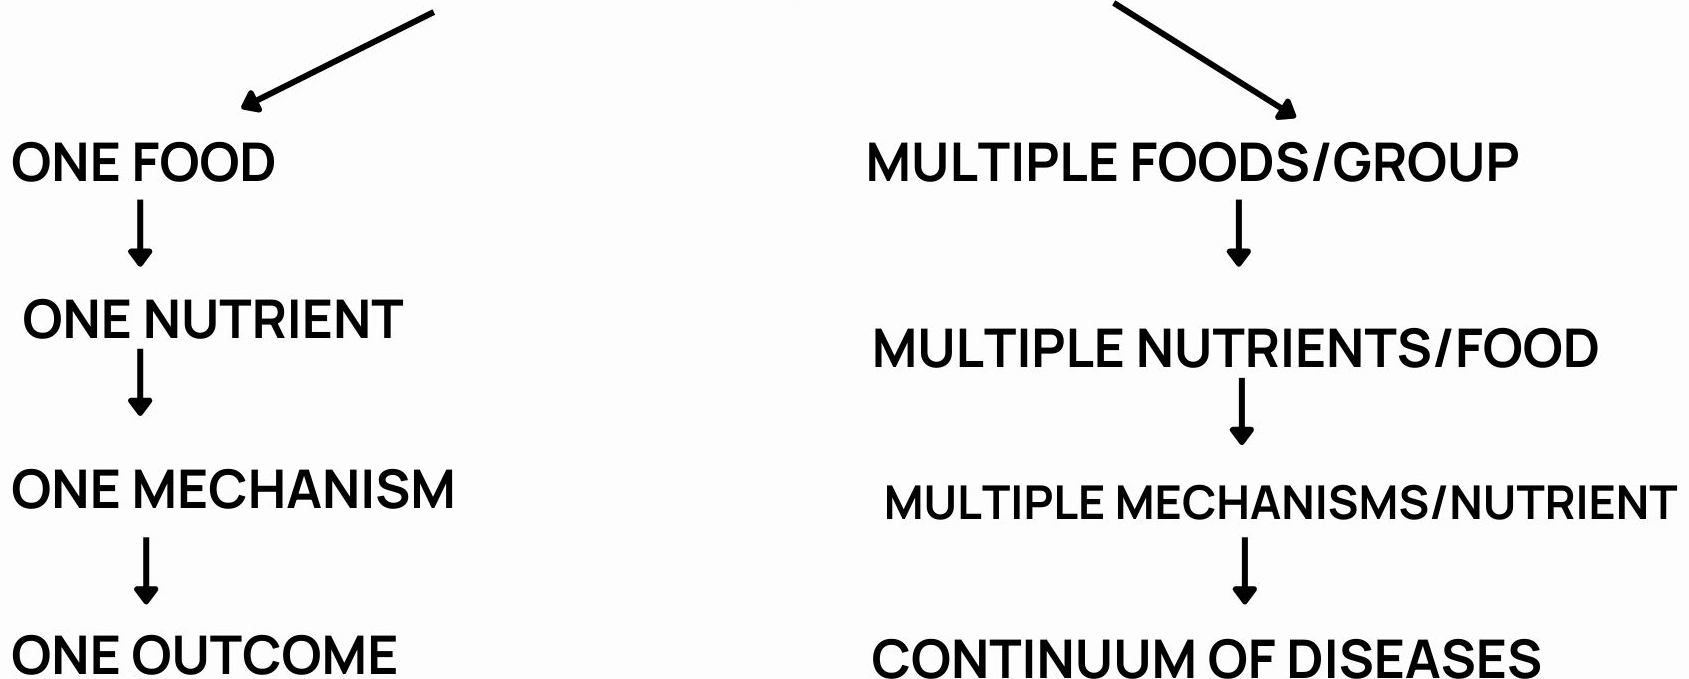 ONE FOOD
ONE NUTRIENT
ONE MECHANISM
ONE OUTCOME
MULTIPLE FOODS/GROUP
MULTIPLE NUTRIENTS/FOOD
MULTIPLE MECHANISMS/NUTRIENT
CONTINUUM OF DISEASES